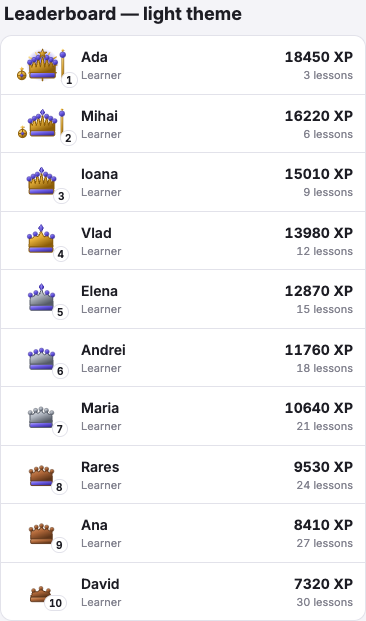 Leaderboard — light theme
1
Ada
Learner
18450 XP
3 lessons
2
Mihai
Learner
16220 XP
6 lessons
3
Ioana
Learner
15010 XP
9 lessons
4
Vlad
Learner
13980 XP
12 lessons
5
Elena
Learner
12870 XP
15 lessons
6
Andrei
Learner
11760 XP
18 lessons
7
Maria
Learner
10640 XP
21 lessons
8
Rares
Learner
9530 XP
24 lessons
9
Ana
Learner
8410 XP
27 lessons
10
David
Learner
7320 XP
30 lessons